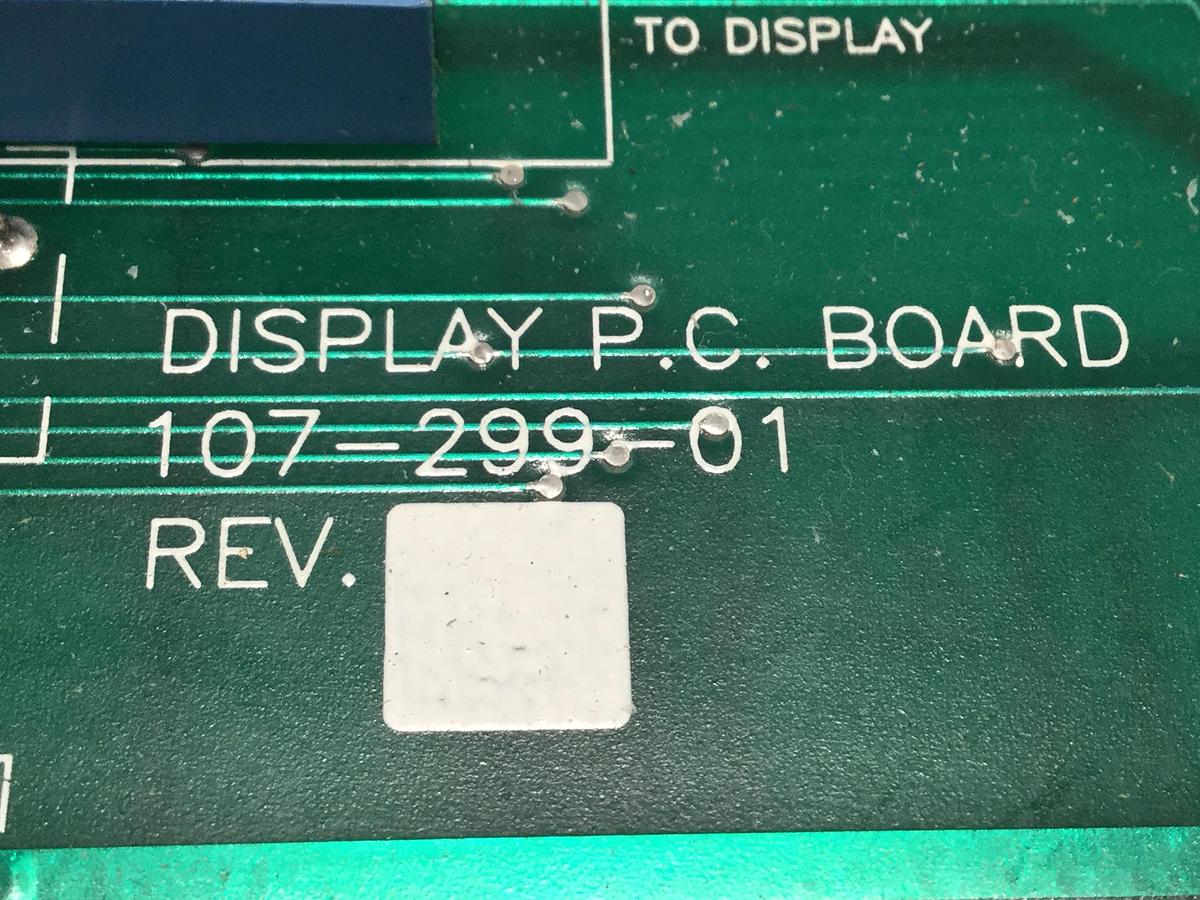 TO DISPLAY
DISPLAY P.C. BOARD
107-299-01
REV.